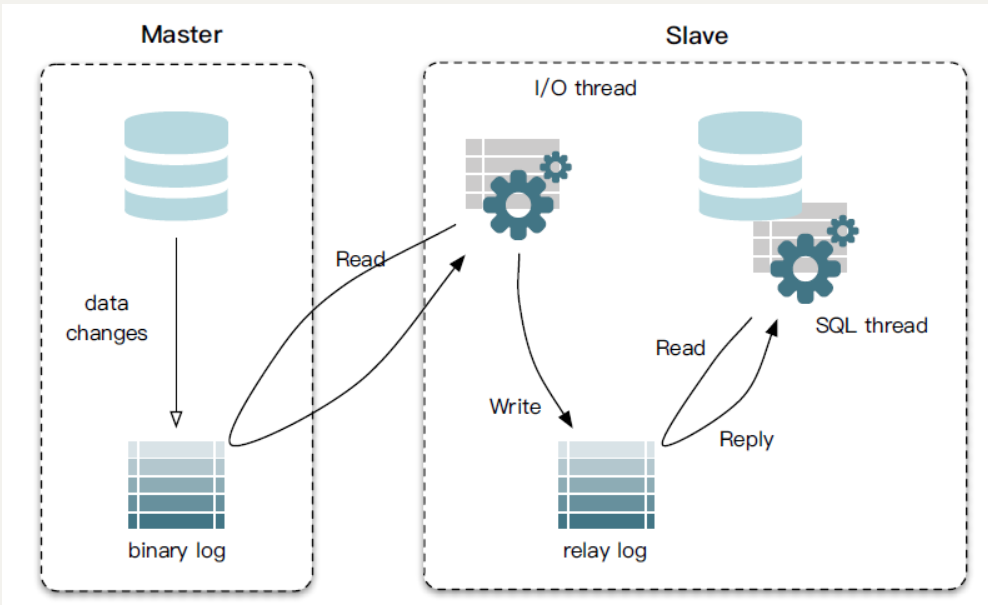 Master
Slave
I/O thread
Read
data
changes
SQL thread
Read
Write
Reply
binary log
relay log